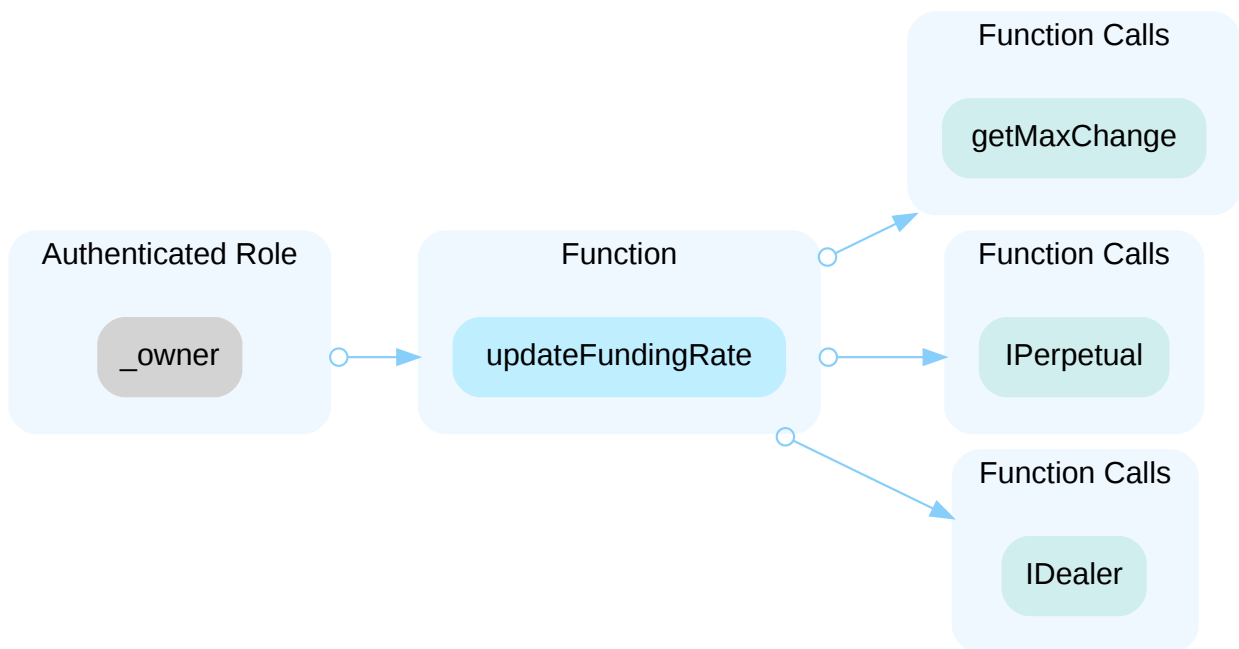 Authenticated Role
_owner
Function
updateFundingRate
Function Calls
getMaxChange
Function Calls
IPerpetual
Function Calls
IDealer